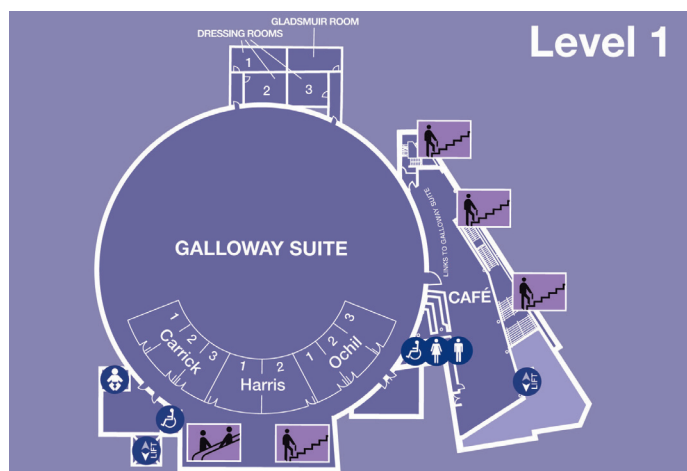 GLADSMUIR ROOM
DRESSING ROOMS
Level 1
1
2
3
LINKS TO GALLOWAY SUITE
GALLOWAY SUITE
CAFÉ
1
2
3
Carrick
1
2
Harris
1
2
3
Ochil
LIFT
LIFT